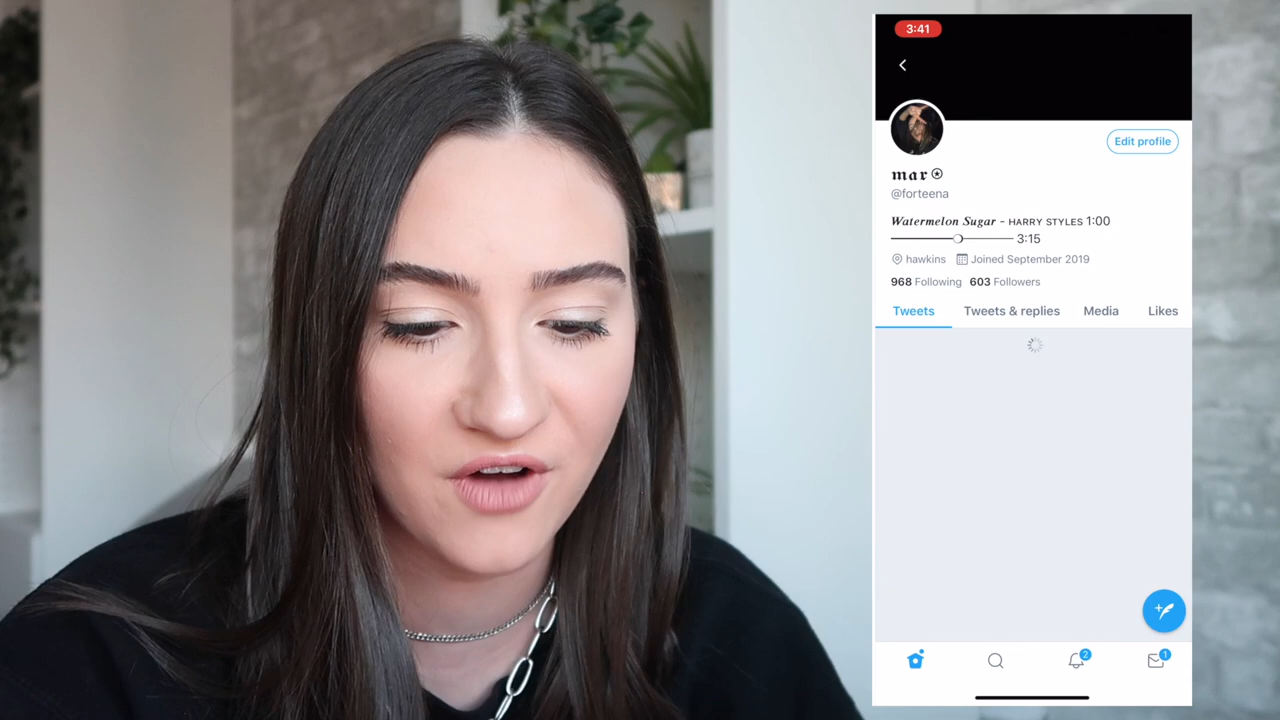 3:41
Edit profile
mar
@forteena
Watermelon Sugar - HARRY STYLES 1:00
3:15
hawkins Joined September 2019
968 Following 603 Followers
Tweets Tweets & replies Media Likes
2 1